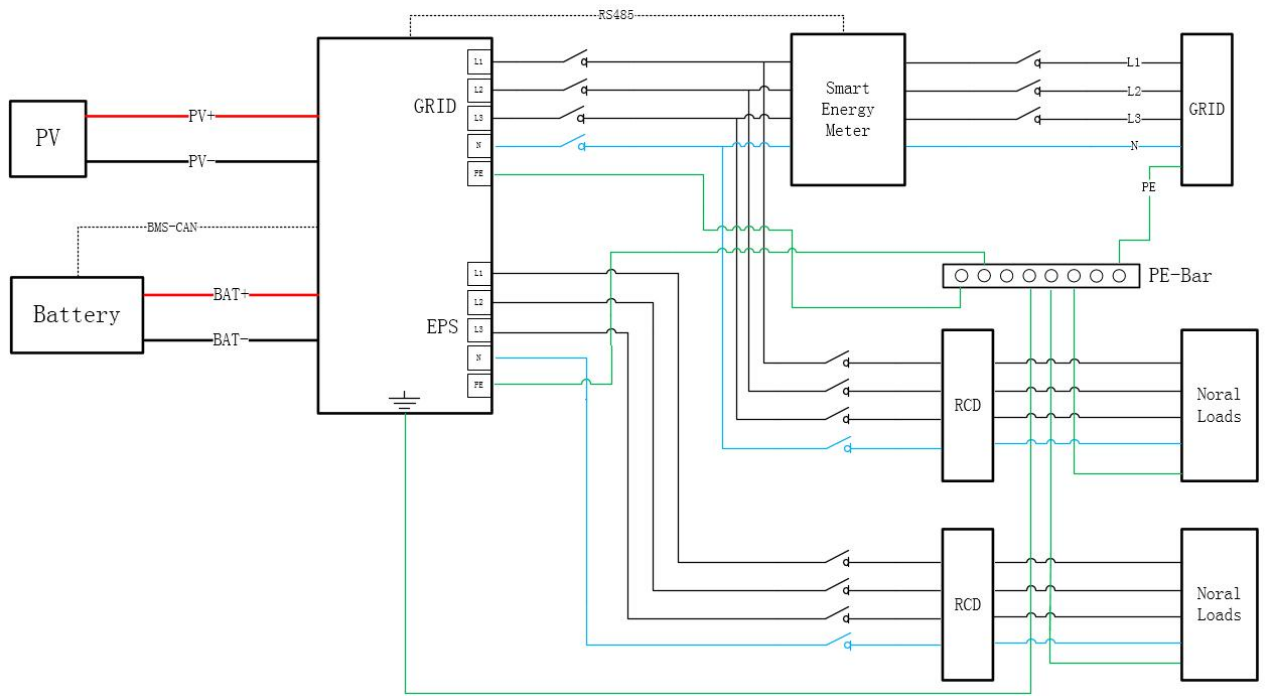 RS485
PV
PV+
PV-
BMS-CAN
Battery
BAT+
BAT-
GRID
L1
L2
L3
N
PE
EPS
L1
L2
L3
N
PE
Smart
Energy
Meter
L1
L2
L3
N
PE
GRID
PE-Bar
RCD
Noral
Loads
RCD
Noral
Loads